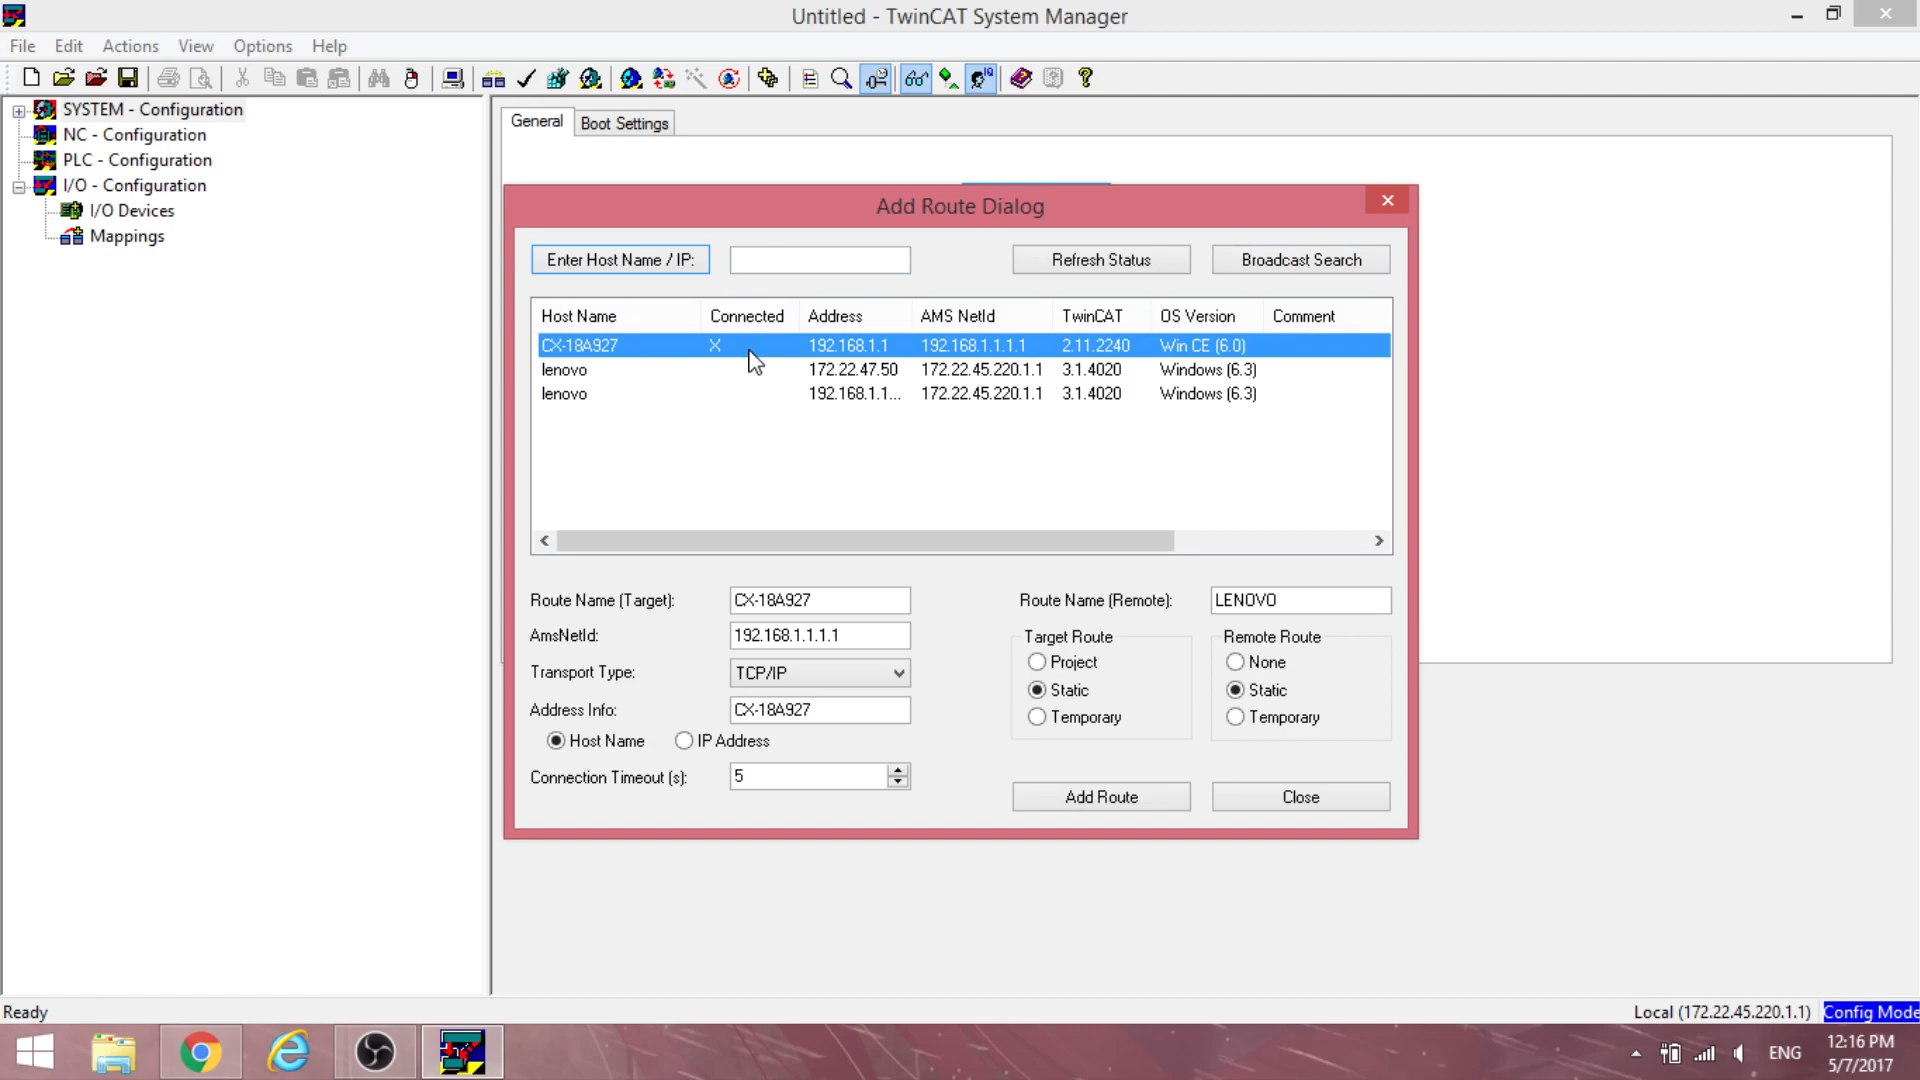 Untitled - TwinCAT System Manager
File Edit Actions View Options Help
SYSTEM - Configuration
NC - Configuration
PLC - Configuration
I/O - Configuration
I/O Devices
Mappings
General Boot Settings
Add Route Dialog
Enter Host Name / IP: Refresh Status Broadcast Search
Host Name Connected Address AMS NetId TwinCAT OS Version Comment
CX-18A927 X 192.168.1.1 192.168.1.1.1.1 2.11.2240 Win CE (6.0)
lenovo 172.22.47.50 172.22.45.220.1.1 3.1.4020 Windows (6.3)
lenovo 192.168.1.1... 172.22.45.220.1.1 3.1.4020 Windows (6.3)
Route Name (Target): CX-18A927 Route Name (Remote): LENOVO
AmsNetId: 192.168.1.1.1.1 Target Route Remote Route
Project None
Transport Type: TCP/IP
Static Static
Address Info: CX-18A927 Temporary Temporary
Host Name IP Address
Connection Timeout (s): 5
Add Route Close
Ready Local (172.22.45.220.1.1) Config Mode
ENG 12:16 PM
5/7/2017